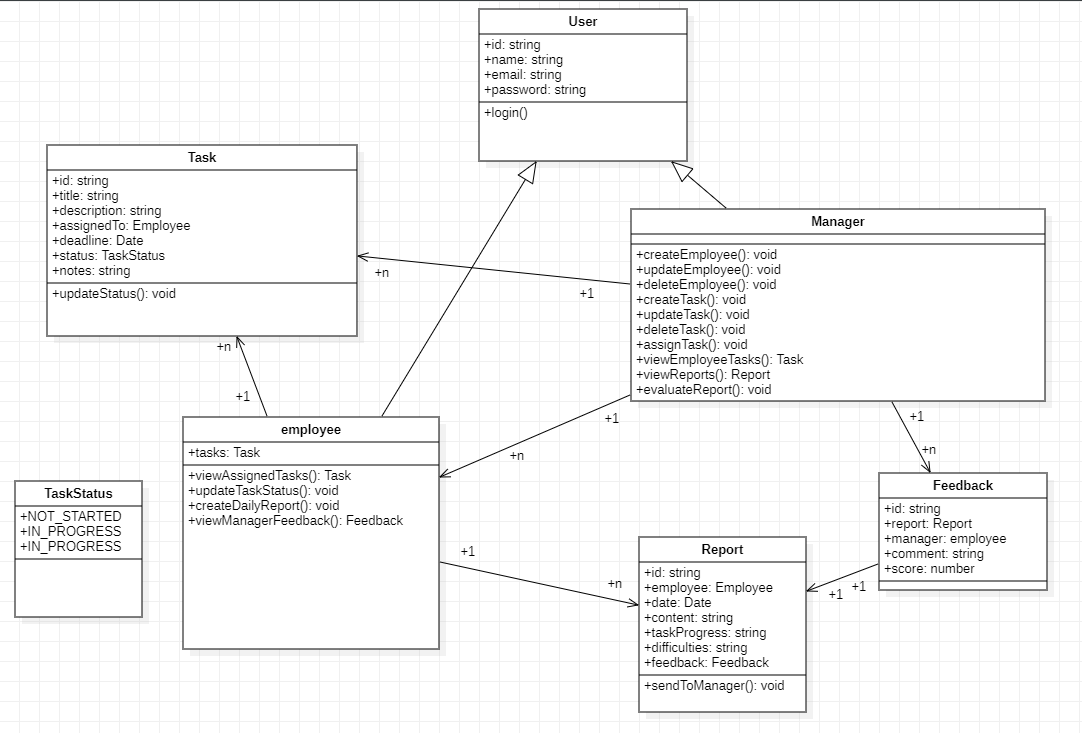 User
+id: string
+name: string
+email: string
+password: string
+login()
Task
+id: string
+title: string
+description: string
+assignedTo: Employee
+deadline: Date
+status: TaskStatus
+notes: string
+updateStatus(): void
Manager
+createEmployee(): void
+updateEmployee(): void
+deleteEmployee(): void
+createTask(): void
+updateTask(): void
+deleteTask(): void
+assignTask(): void
+viewEmployeeTasks(): Task
+viewReports(): Report
+evaluateReport(): void
+n
+1
+n
+1
+1
+n
+1
+n
employee
+tasks: Task
+viewAssignedTasks(): Task
+updateTaskStatus(): void
+createDailyReport(): void
+viewManagerFeedback(): Feedback
TaskStatus
+NOT_STARTED
+IN_PROGRESS
+IN_PROGRESS
Feedback
+id: string
+report: Report
+manager: employee
+comment: string
+score: number
+1
+n
+1
+1
Report
+id: string
+employee: Employee
+date: Date
+content: string
+taskProgress: string
+difficulties: string
+feedback: Feedback
+sendToManager(): void